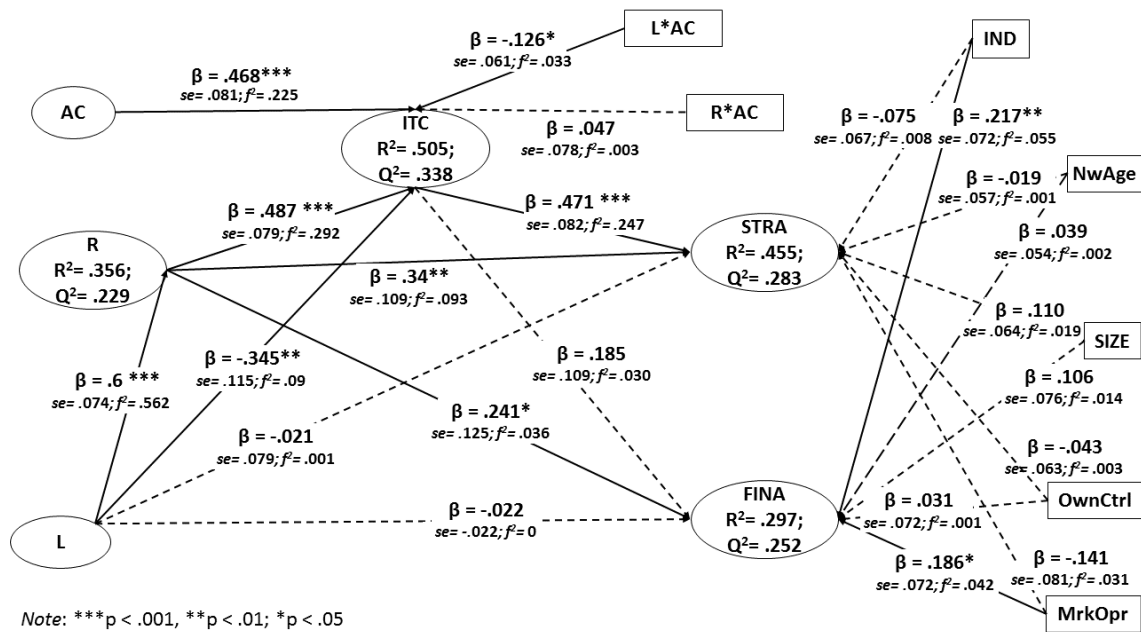 L*AC
IND
β = -.126*
se= .061; f²= .033
β = .468***
se= .081; f²= .225
AC
R*AC
ITC
R²= .505;
Q²= .338
β = .047
se= .078; f²= .003
β = -.075
se= .067; f²= .008
β = .217**
se= .072; f²= .055
NwAge
β = -.019
se= .057; f²= .001
β = .487 ***
se= .079; f²= .292
β = .471 ***
se= .082; f²= .247
STRA
R²= .455;
Q²= .283
β = .039
se= .054; f²= .002
R
R²= .356;
Q²= .229
β = .34**
se= .109; f²= .093
β = .110
se= .064; f²= .019
SIZE
β = -.345**
se= .115; f²= .09
β = .185
se= .109; f²= .030
β = .6 ***
se= .074; f²= .562
β = .106
se= .076; f²= .014
β = .241*
se= .125; f²= .036
β = -.021
se= .079; f²= .001
β = -.043
se= .063; f²= .003
OwnCtrl
FINA
R²= .297;
Q²= .252
β = .031
se= .072; f²= .001
β = -.022
se= -.022; f²= 0
L
β = .186*
se= .072; f²= .042
β = -.141
se= .081; f²= .031
MrkOpr
Note: ***p < .001, **p < .01; *p < .05